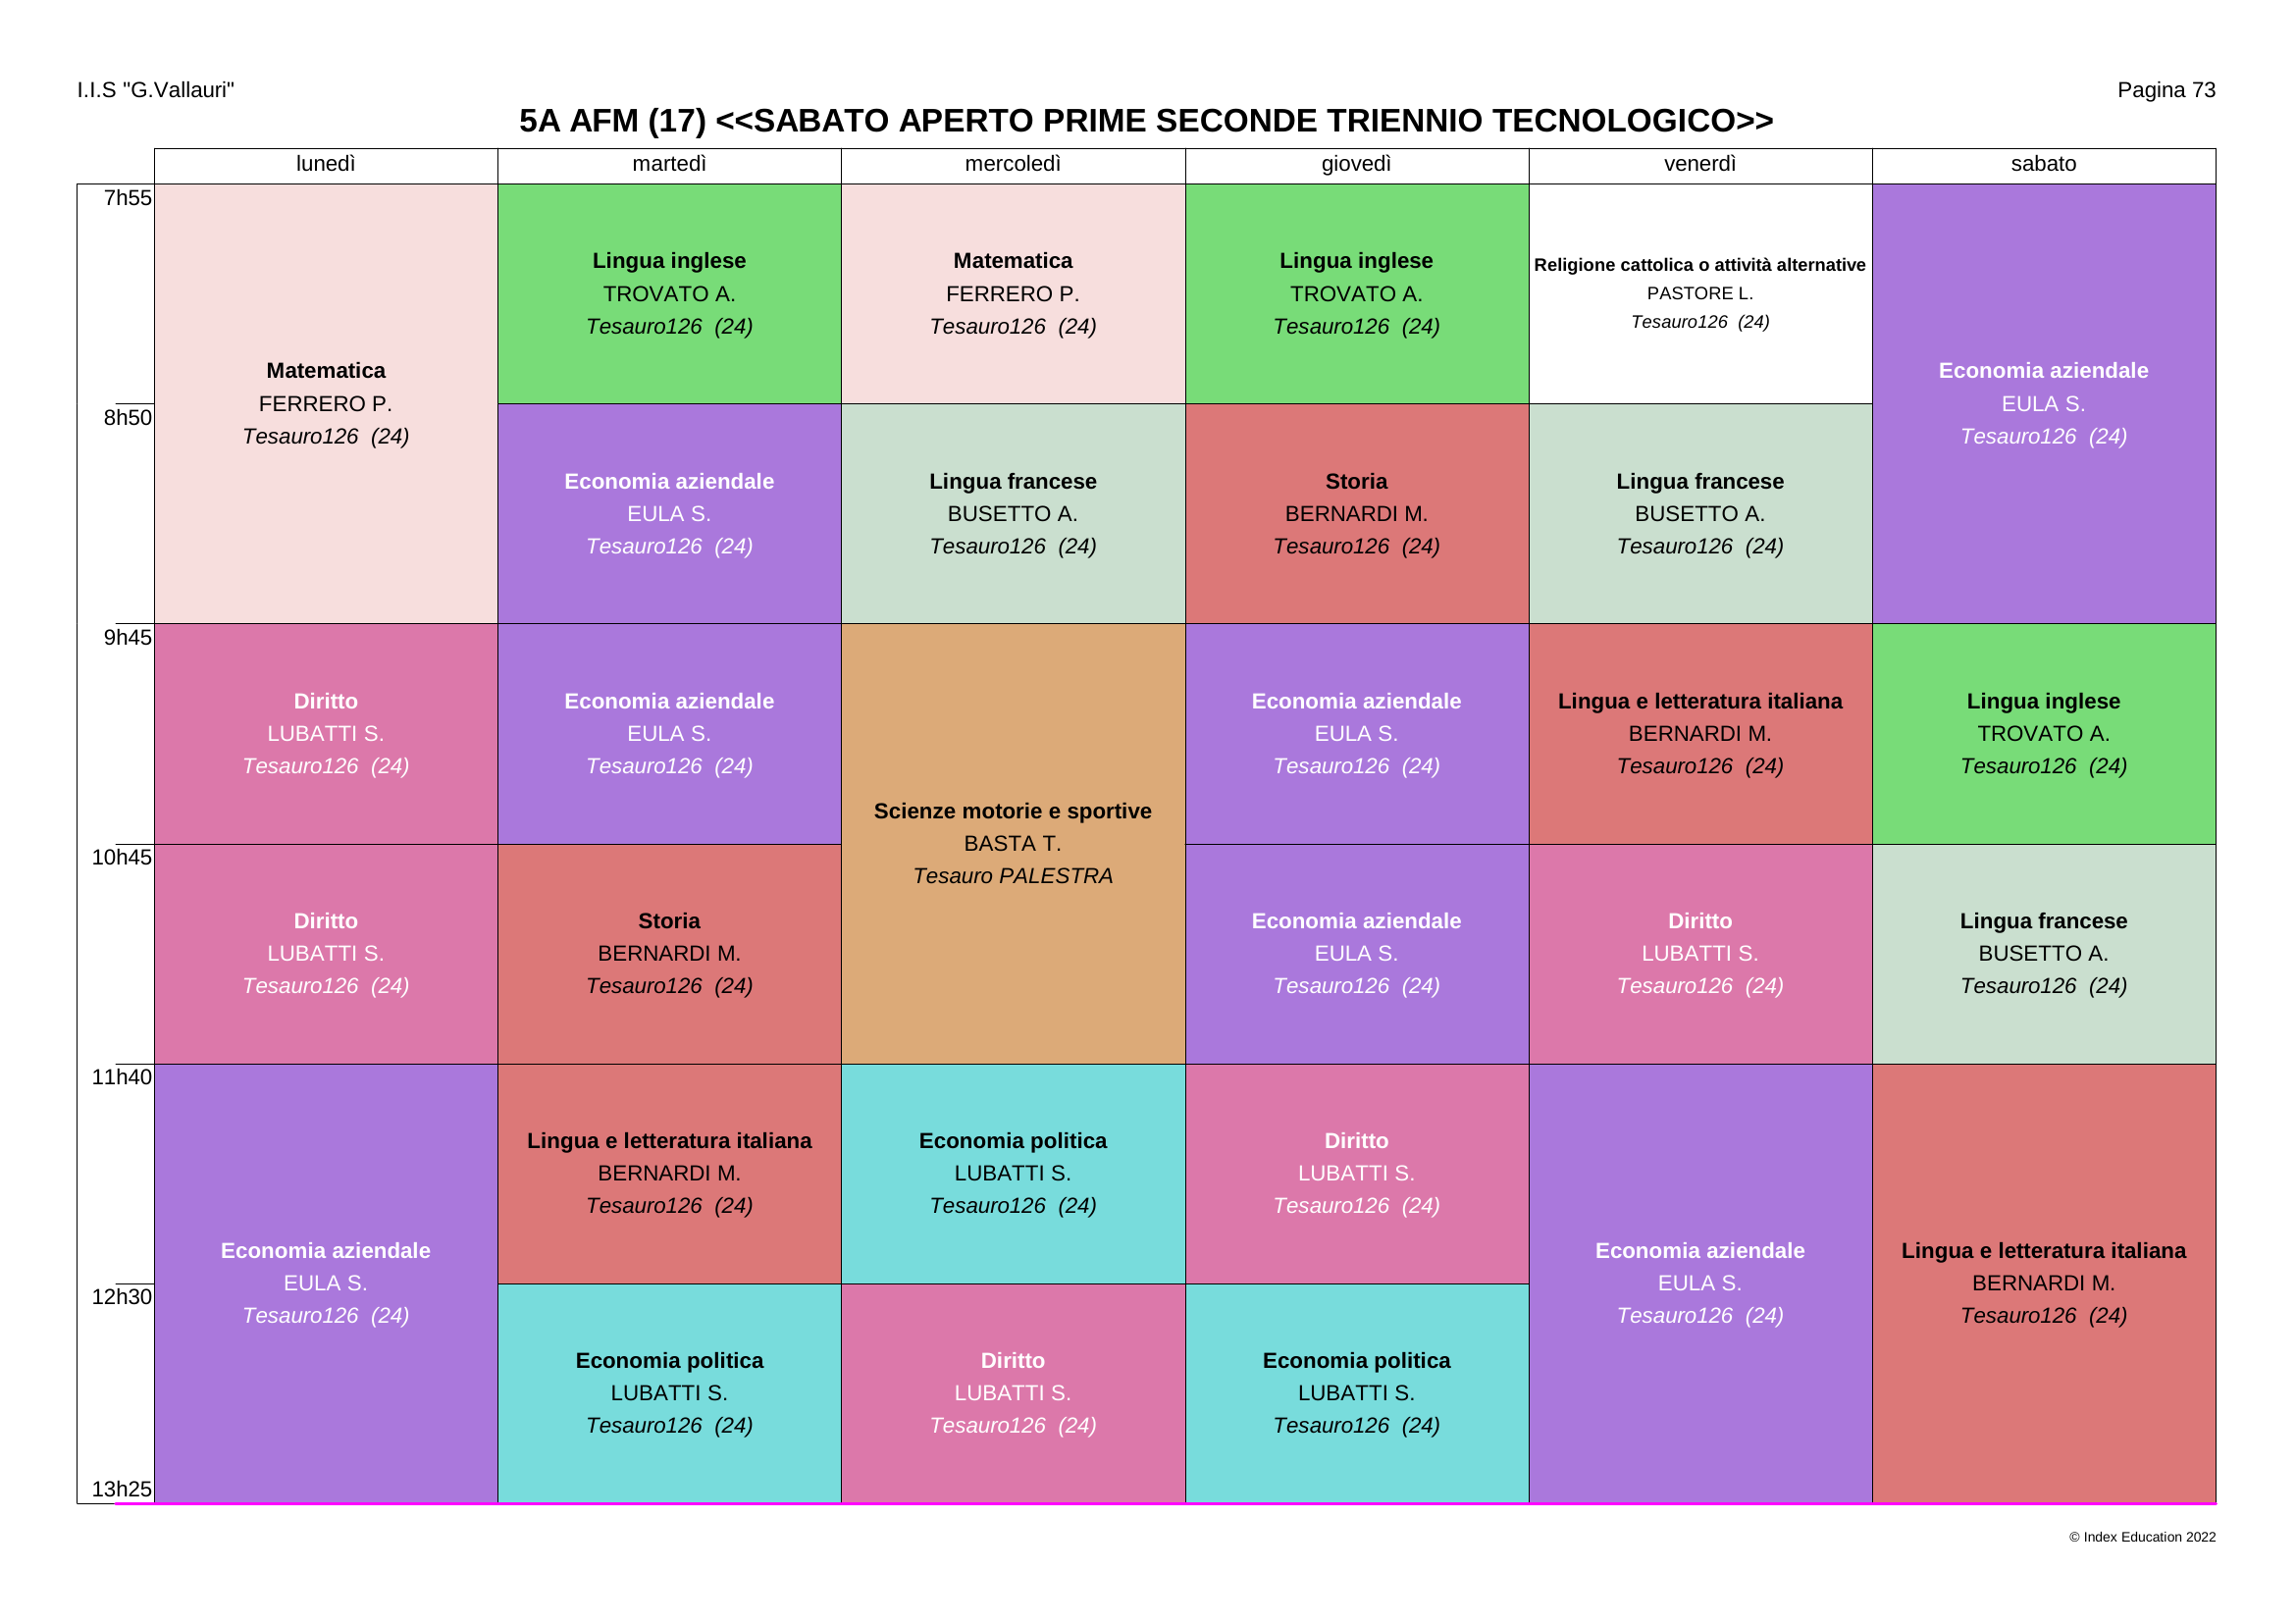 I.I.S "G.Vallauri"
Pagina 73
5A AFM (17) <<SABATO APERTO PRIME SECONDE TRIENNIO TECNOLOGICO>>
lunedì
martedì
mercoledì
giovedì
venerdì
sabato
7h55
Matematica
FERRERO P.
Tesauro126 (24)
Lingua inglese
TROVATO A.
Tesauro126 (24)
Matematica
FERRERO P.
Tesauro126 (24)
Lingua inglese
TROVATO A.
Tesauro126 (24)
Religione cattolica o attività alternative
PASTORE L.
Tesauro126 (24)
Economia aziendale
EULA S.
Tesauro126 (24)
8h50
Economia aziendale
EULA S.
Tesauro126 (24)
Lingua francese
BUSETTO A.
Tesauro126 (24)
Storia
BERNARDI M.
Tesauro126 (24)
Lingua francese
BUSETTO A.
Tesauro126 (24)
9h45
Diritto
LUBATTI S.
Tesauro126 (24)
Economia aziendale
EULA S.
Tesauro126 (24)
Scienze motorie e sportive
BASTA T.
Tesauro PALESTRA
Economia aziendale
EULA S.
Tesauro126 (24)
Lingua e letteratura italiana
BERNARDI M.
Tesauro126 (24)
Lingua inglese
TROVATO A.
Tesauro126 (24)
10h45
Diritto
LUBATTI S.
Tesauro126 (24)
Storia
BERNARDI M.
Tesauro126 (24)
Economia aziendale
EULA S.
Tesauro126 (24)
Diritto
LUBATTI S.
Tesauro126 (24)
Lingua francese
BUSETTO A.
Tesauro126 (24)
11h40
Economia aziendale
EULA S.
Tesauro126 (24)
Lingua e letteratura italiana
BERNARDI M.
Tesauro126 (24)
Economia politica
LUBATTI S.
Tesauro126 (24)
Diritto
LUBATTI S.
Tesauro126 (24)
Economia aziendale
EULA S.
Tesauro126 (24)
Lingua e letteratura italiana
BERNARDI M.
Tesauro126 (24)
12h30
Economia politica
LUBATTI S.
Tesauro126 (24)
Diritto
LUBATTI S.
Tesauro126 (24)
Economia politica
LUBATTI S.
Tesauro126 (24)
13h25
© Index Education 2022